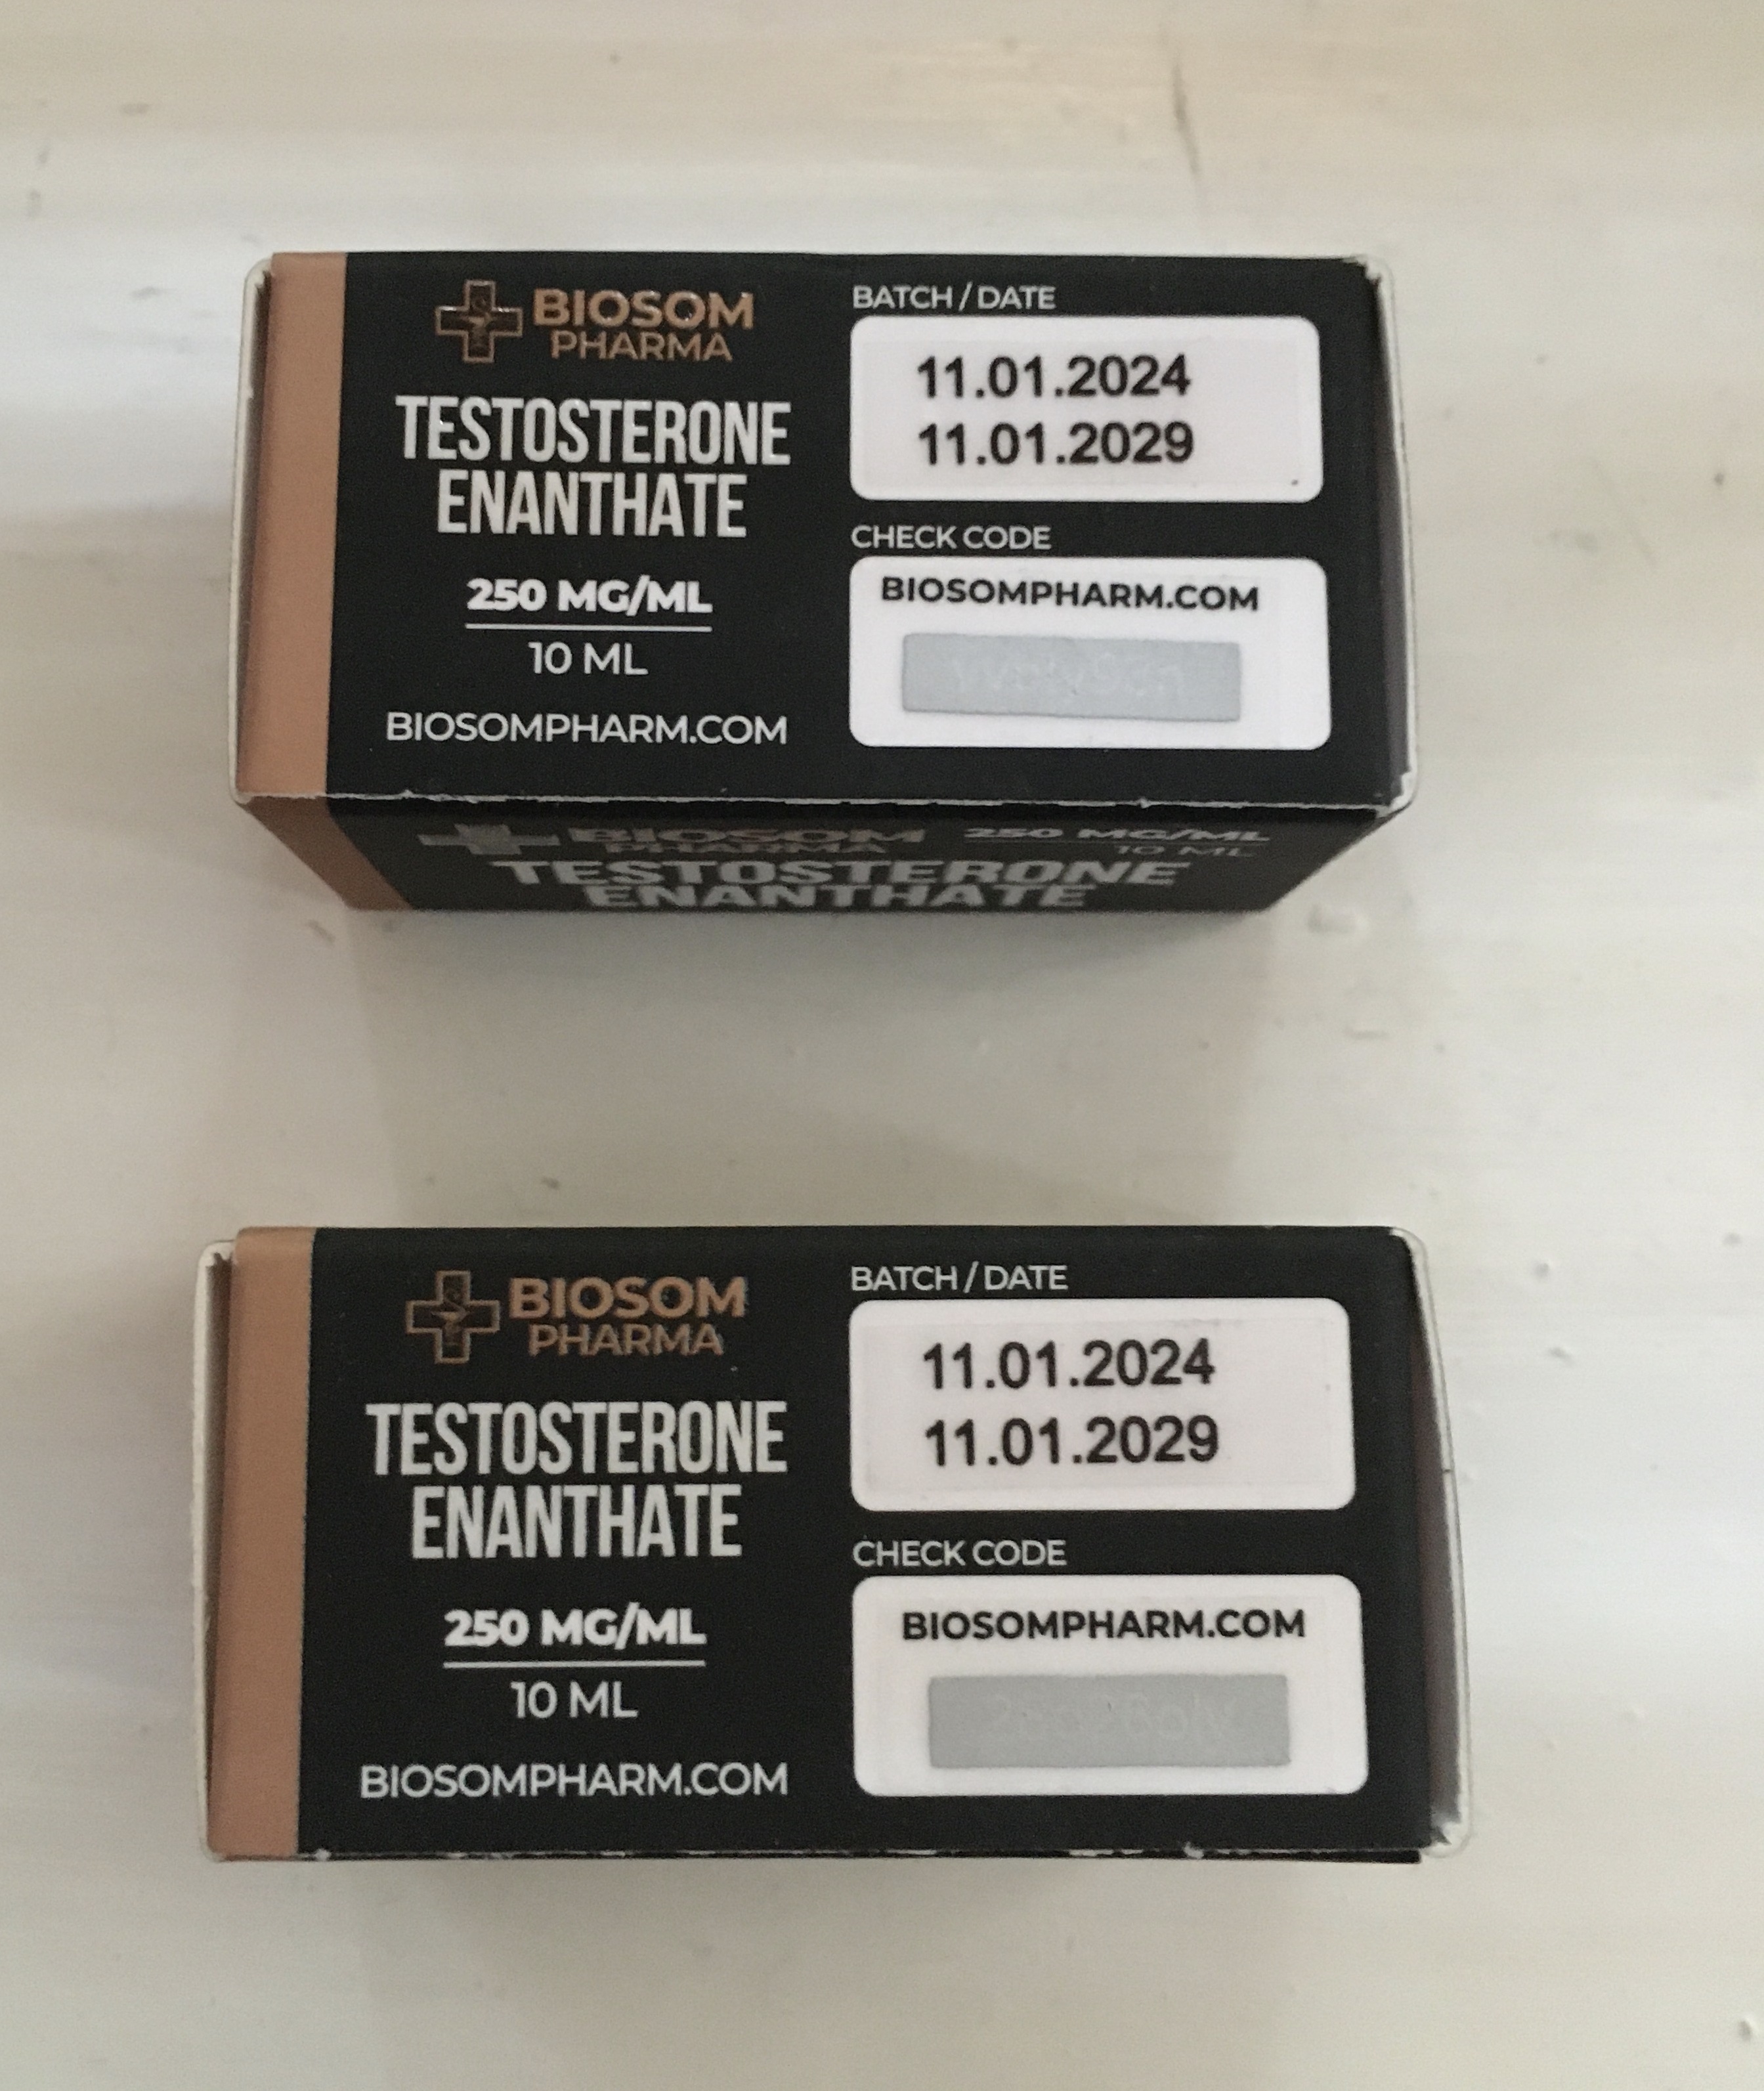 BIOSOM
PHARMA
TESTOSTERONE
ENANTHATE
250 MG/ML
10 ML
BIOSOMPHARM.COM
BATCH / DATE
11.01.2024
11.01.2029
CHECK CODE
BIOSOMPHARM.COM
BIOSOM
PHARMA
250 MG/ML
10 ML
TESTOSTERONE
ENANTHATE
BIOSOM
PHARMA
TESTOSTERONE
ENANTHATE
250 MG/ML
10 ML
BIOSOMPHARM.COM
BATCH / DATE
11.01.2024
11.01.2029
CHECK CODE
BIOSOMPHARM.COM